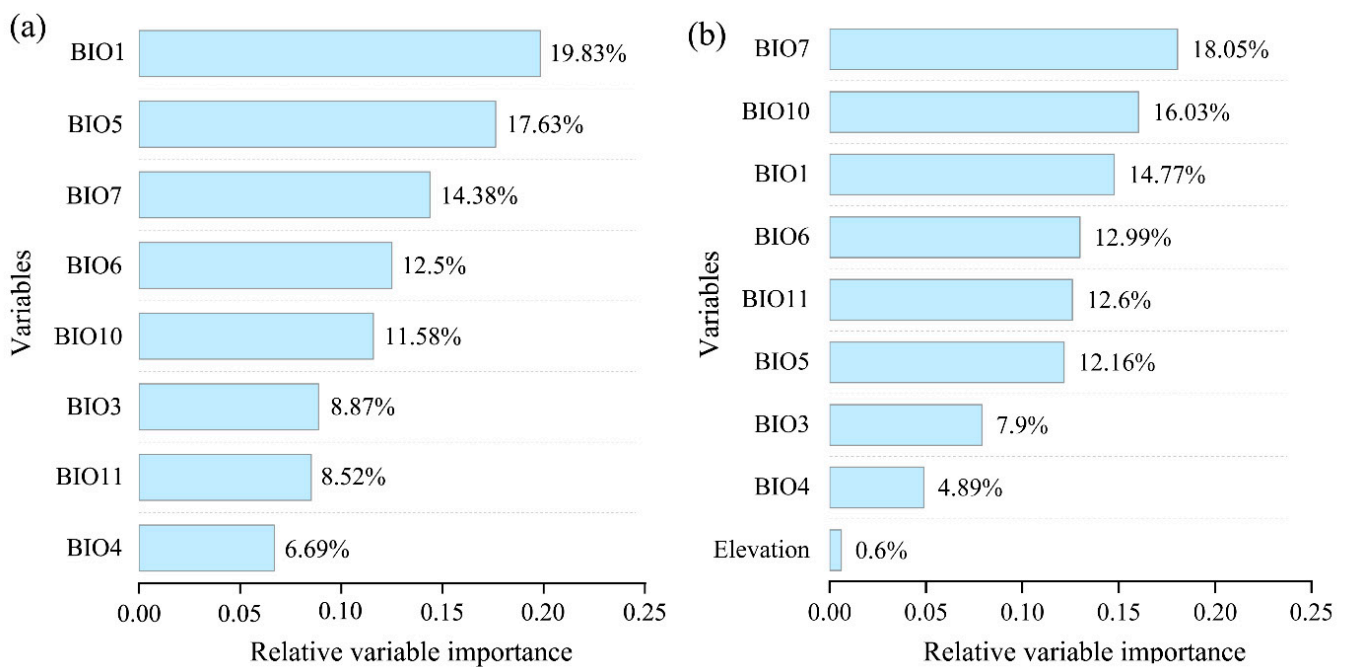 (a)
Variables
BIO1 19.83%
BIO5 17.63%
BIO7 14.38%
BIO6 12.5%
BIO10 11.58%
BIO3 8.87%
BIO11 8.52%
BIO4 6.69%
0.00 0.05 0.10 0.15 0.20 0.25
Relative variable importance
(b)
Variables
BIO7 18.05%
BIO10 16.03%
BIO1 14.77%
BIO6 12.99%
BIO11 12.6%
BIO5 12.16%
BIO3 7.9%
BIO4 4.89%
Elevation 0.6%
0.00 0.05 0.10 0.15 0.20 0.25
Relative variable importance